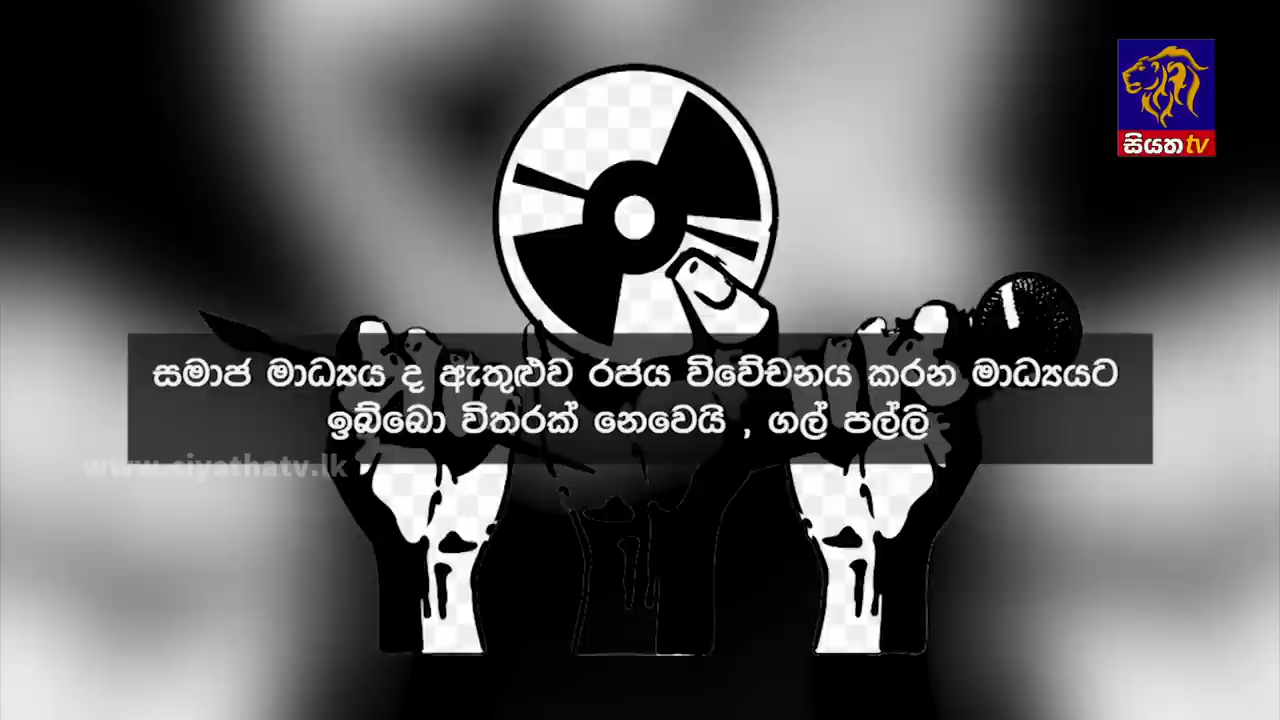 සියත tv
සමාජ මාධ්‍යය ද ඇතුළුව රජය විවේචනය කරන මාධ්‍යයට
ඉබ්බො විතරක් නෙවෙයි , ගල් පල්ලි
www.siyathatv.lk